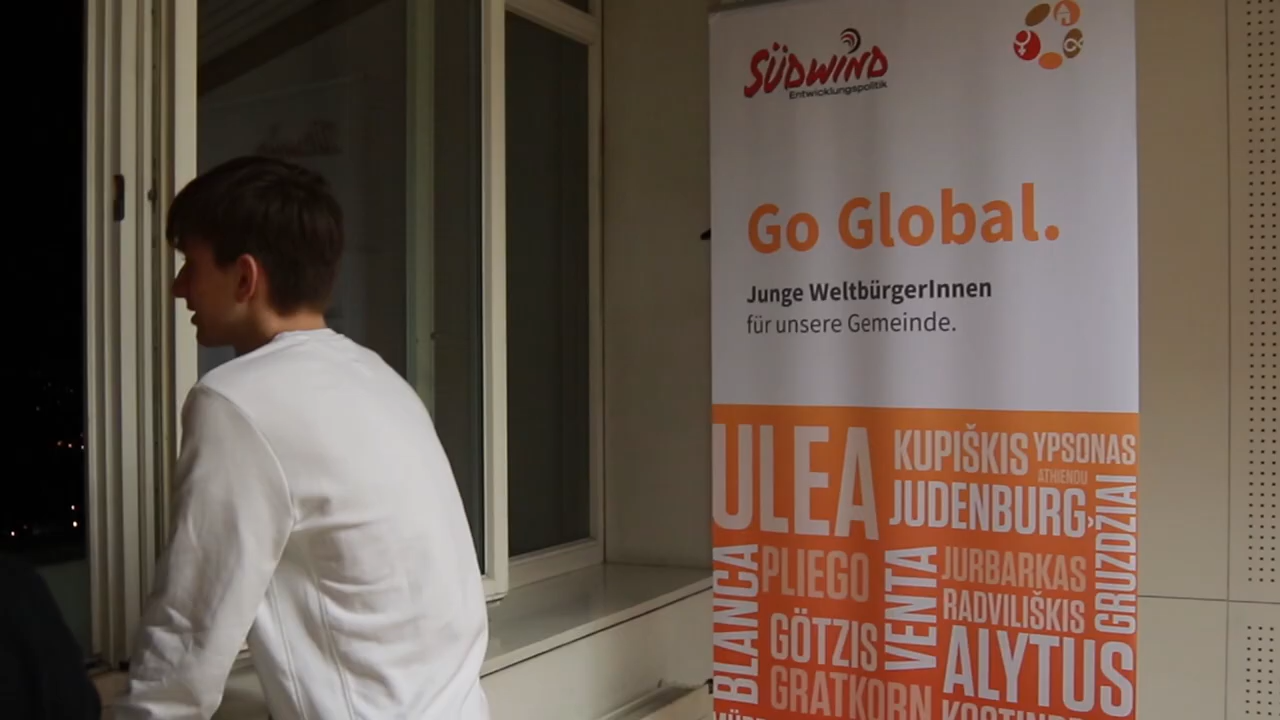 SÜDWIND
Entwicklungspolitik
Go Global.
Junge WeltbürgerInnen
für unsere Gemeinde.
ULEA
KUPIŠKIS
YPSONAS
ATHIENOU
JUDENBURG
GRUZDŽIAI
BLANCA
PLIEGO
VENTA
JURBARKAS
RADVILIŠKIS
GÖTZIS
ALYTUS
GRATKORN